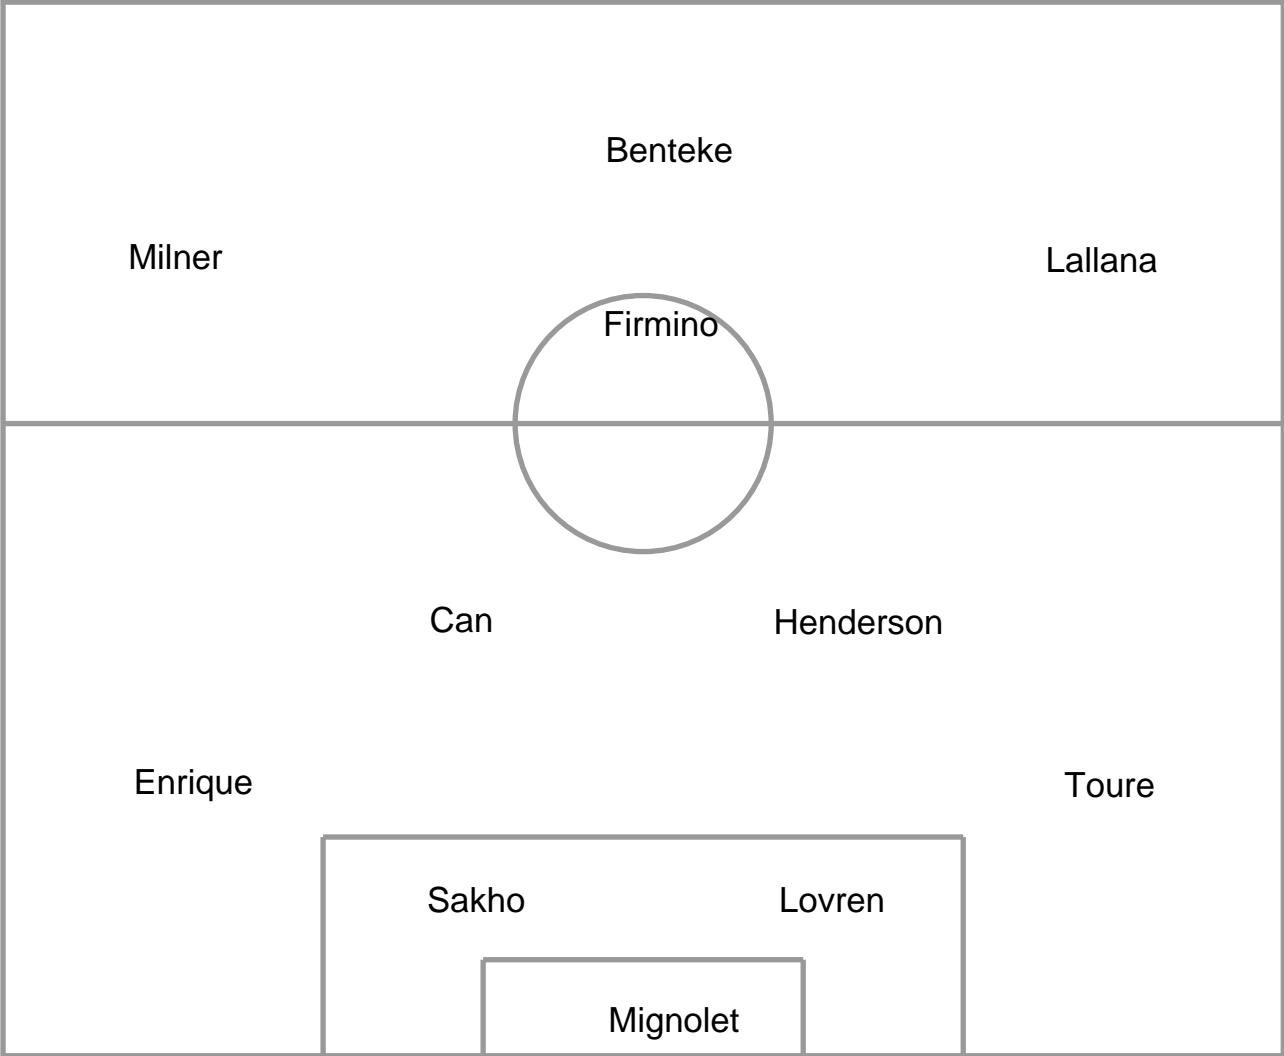 Benteke
Milner
Lallana
Firmino
Can
Henderson
Enrique
Toure
Sakho
Lovren
Mignolet